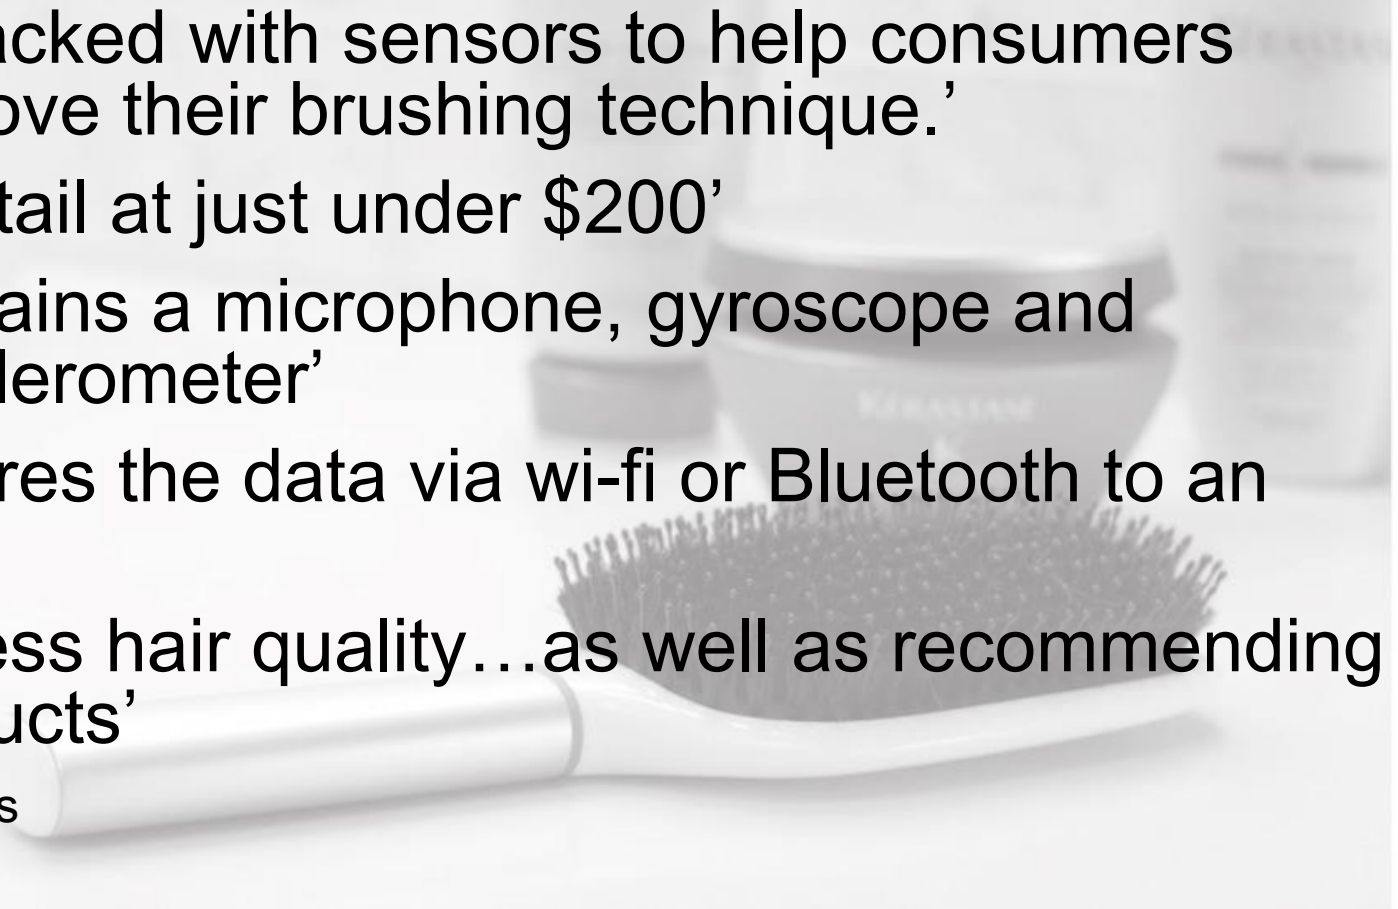 acked with sensors to help consumers
ove their brushing technique.’
tail at just under $200’
ains a microphone, gyroscope and
lerometer’
res the data via wi-fi or Bluetooth to an
ess hair quality…as well as recommending
ucts’
s
KÉRASTASE
K